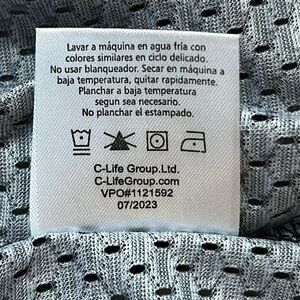 Lavar a máquina en agua fría con
colores similares en ciclo delicado.
No usar blanqueador. Secar en máquina a
baja temperatura, quitar rapidamente.
Planchar a baja temperatura
segun sea necesario.
No planchar el estampado.
C-Life Group.Ltd.
C-LifeGroup.com
VPO#1121592
07/2023